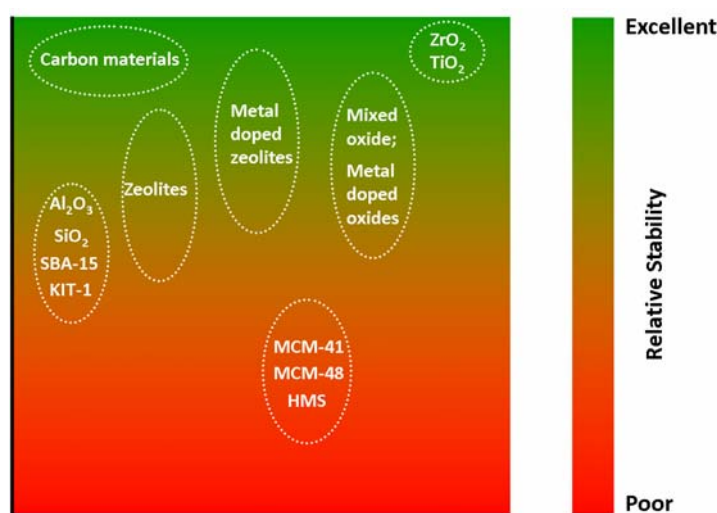 Carbon materials
ZrO₂
TiO₂
Metal
doped
zeolites
Mixed
oxide;
Metal
doped
oxides
Zeolites
Al₂O₃
SiO₂
SBA-15
KIT-1
MCM-41
MCM-48
HMS
Excellent
Relative Stability
Poor